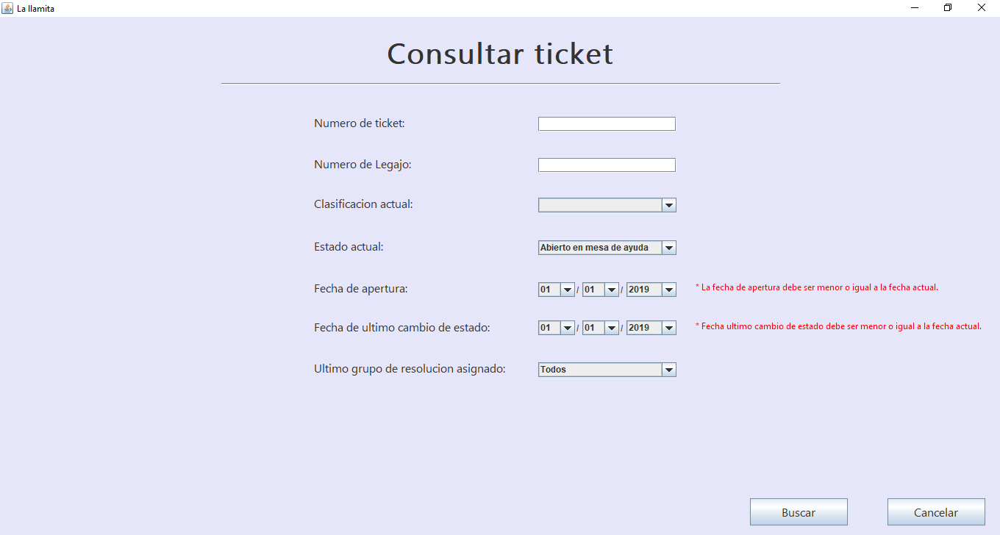 La llamita
Consultar ticket
Numero de ticket:
Numero de Legajo:
Clasificacion actual:
Estado actual: Abierto en mesa de ayuda
Fecha de apertura: 01 / 01 / 2019 * La fecha de apertura debe ser menor o igual a la fecha actual.
Fecha de ultimo cambio de estado: 01 / 01 / 2019 * Fecha ultimo cambio de estado debe ser menor o igual a la fecha actual.
Ultimo grupo de resolucion asignado: Todos
Buscar Cancelar